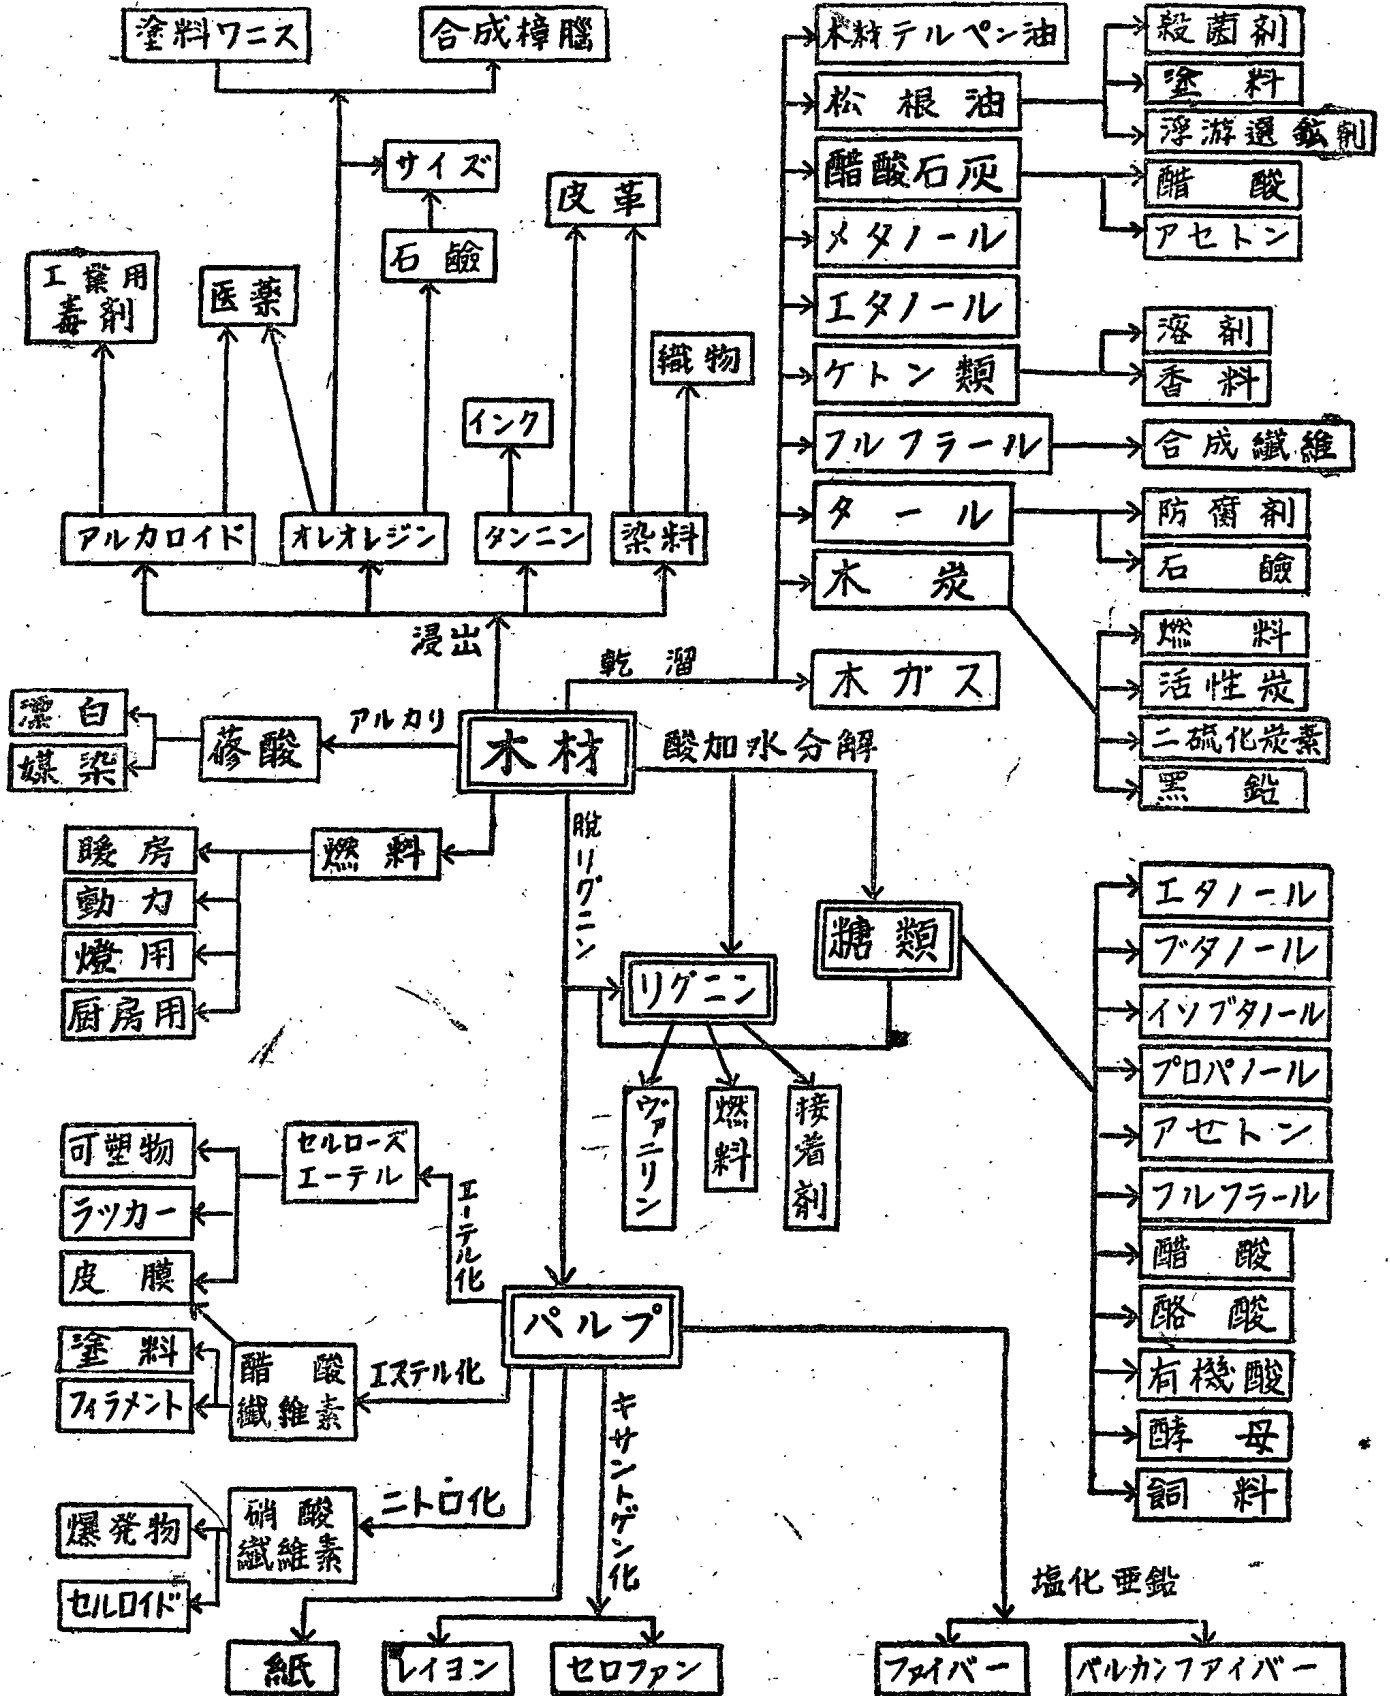 塗料ワニス
合成樟腦
サイズ
石鹼
皮革
工業用
毒剤
医薬
織物
インク
アルカロイド
オレオレジン
タンニン
染料
浸出
乾溜
木材テルペン油
松根油
醋酸石灰
メタノール
エタノール
ケトン類
フルフラール
タール
木炭
木ガス
殺菌剤
塗料
浮游選鉱剤
醋酸
アセトン
溶剤
香料
合成纖維
防腐剤
石鹼
燃料
活性炭
二硫化炭素
黒鉛
漂白
媒染
蓚酸
アルカリ
木材
酸加水分解
暖房
動力
燈用
厨房用
燃料
脱リグニン
リグニン
糖類
ヴァニリン
燃料
接着剤
エタノール
ブタノール
イソブタノール
プロパノール
アセトン
フルフラール
醋酸
酪酸
有機酸
酵母
飼料
可塑物
ラッカー
皮膜
セルローズ
エーテル
エーテル化
パルプ
塗料
フィラメント
醋酸
纖維素
エステル化
キサントゲン化
爆発物
セルロイド
硝酸
纖維素
ニトロ化
塩化亜鉛
紙
レイヨン
セロファン
ファイバー
バルカンファイバー